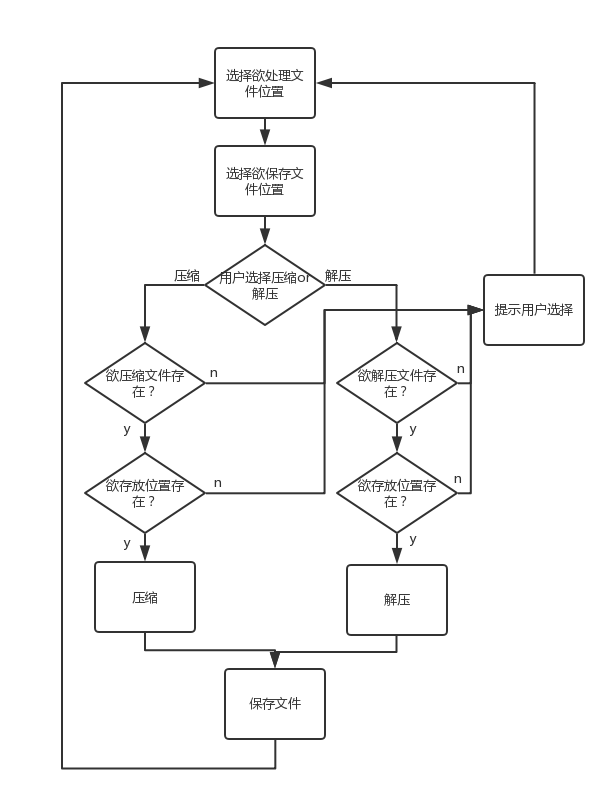 选择欲处理文
件位置
选择欲保存文
件位置
压缩
用户选择压缩or
解压
解压
提示用户选择
欲压缩文件存
在？
n
欲解压文件存
在？
n
y
y
欲存放位置存
在？
n
欲存放位置存
在？
n
y
y
压缩
解压
保存文件